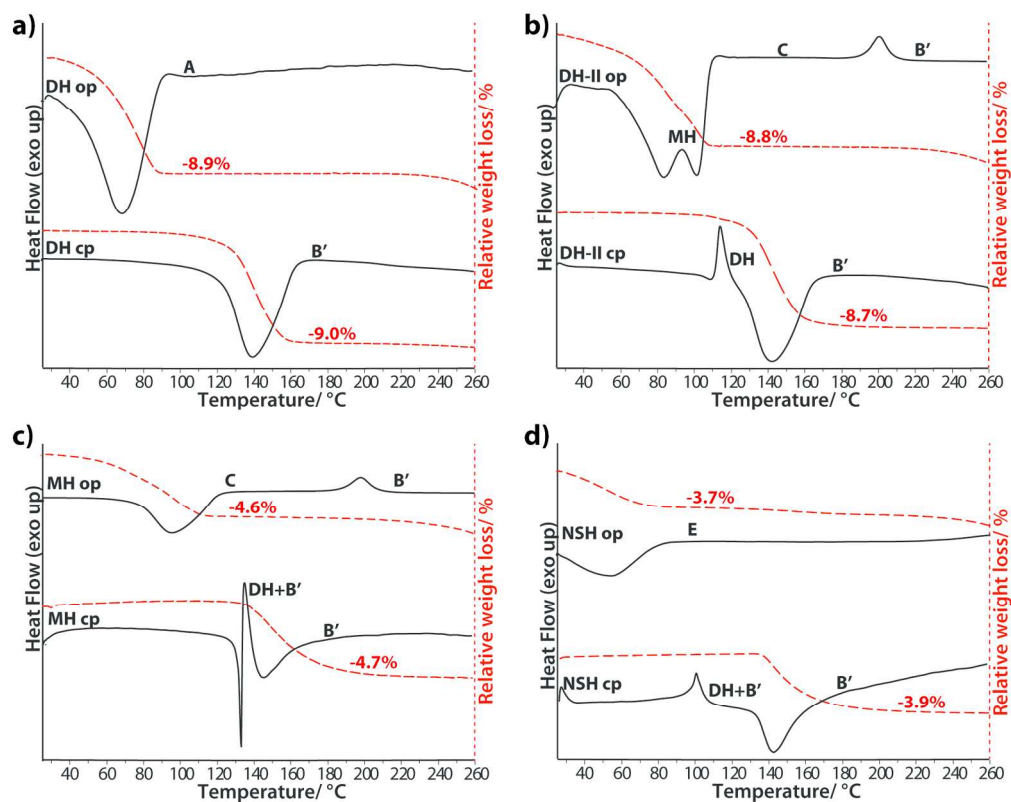 a)
Heat Flow (exo up)
DH op
A
-8.9%
DH cp
B′
-9.0%
Relative weight loss/ %
40 60 80 100 120 140 160 180 200 220 240 260
Temperature/ °C
b)
Heat Flow (exo up)
DH-II op
MH
C
B′
-8.8%
DH-II cp
DH
B′
-8.7%
Relative weight loss/ %
40 60 80 100 120 140 160 180 200 220 240 260
Temperature/ °C
c)
Heat Flow (exo up)
MH op
C
B′
-4.6%
MH cp
DH+B′
B′
-4.7%
Relative weight loss/ %
40 60 80 100 120 140 160 180 200 220 240 260
Temperature/ °C
d)
Heat Flow (exo up)
NSH op
E
-3.7%
NSH cp
DH+B′
B′
-3.9%
Relative weight loss/ %
40 60 80 100 120 140 160 180 200 220 240 260
Temperature/ °C